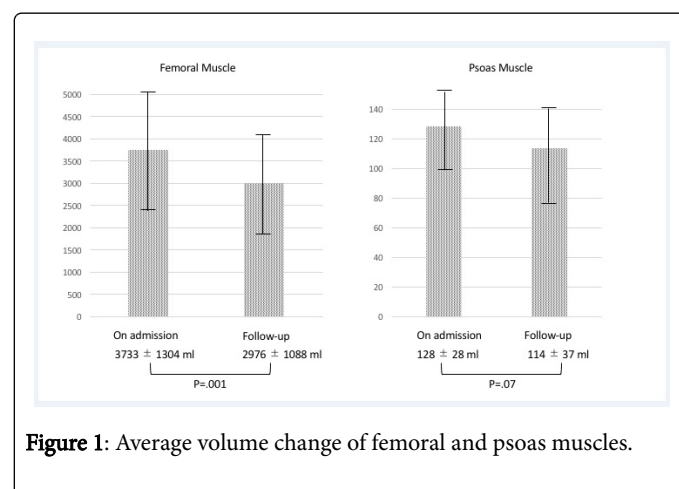 Femoral Muscle
5000
4500
4000
3500
3000
2500
2000
1500
1000
500
0
On admission Follow-up
3733 ± 1304 ml 2976 ± 1088 ml
P=.001
Psoas Muscle
140
120
100
80
60
40
20
0
On admission Follow-up
128 ± 28 ml 114 ± 37 ml
P=.07
Figure 1: Average volume change of femoral and psoas muscles.